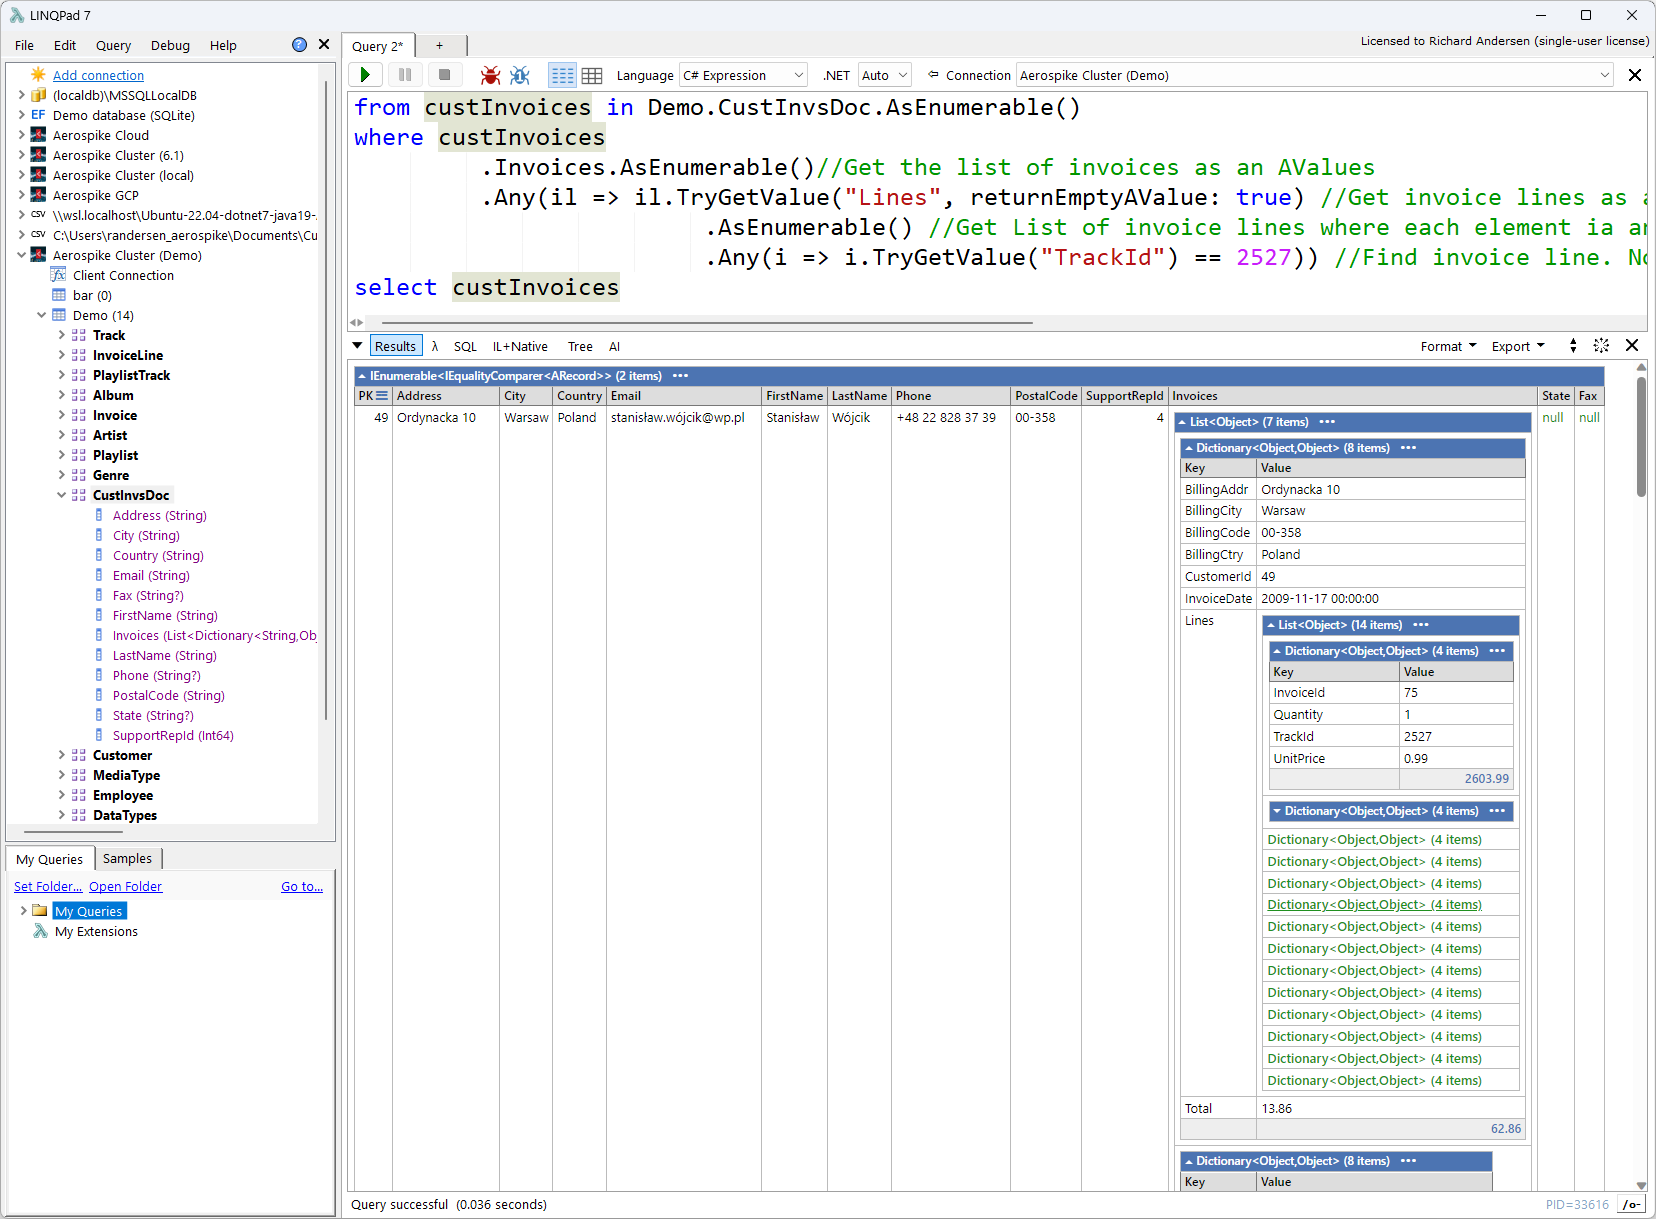 LINQPad 7
File Edit Query Debug Help
Query 2*
+
Licensed to Richard Andersen (single-user license)
Language C# Expression .NET Auto Connection Aerospike Cluster (Demo)
Add connection
(localdb)\MSSQLLocalDB
EF Demo database (SQLite)
Aerospike Cloud
Aerospike Cluster (6.1)
Aerospike Cluster (local)
Aerospike GCP
CSV \\wsl.localhost\Ubuntu-22.04-dotnet7-java19-
CSV C:\Users\randersen_aerospike\Documents\Cu
Aerospike Cluster (Demo)
fx Client Connection
bar (0)
Demo (14)
Track
InvoiceLine
PlaylistTrack
Album
Invoice
Artist
Playlist
Genre
CustInvsDoc
Address (String)
City (String)
Country (String)
Email (String)
Fax (String?)
FirstName (String)
Invoices (List<Dictionary<String,Obj
LastName (String)
Phone (String?)
PostalCode (String)
State (String?)
SupportRepId (Int64)
Customer
MediaType
Employee
DataTypes
My Queries Samples
Set Folder... Open Folder Go to...
My Queries
My Extensions
from custInvoices in Demo.CustInvsDoc.AsEnumerable()
where custInvoices
.Invoices.AsEnumerable()//Get the list of invoices as an AValues
.Any(il => il.TryGetValue("Lines", returnEmptyAValue: true) //Get invoice lines as a
.AsEnumerable() //Get List of invoice lines where each element ia an
.Any(i => i.TryGetValue("TrackId") == 2527)) //Find invoice line. No
select custInvoices
Results λ SQL IL+Native Tree AI Format Export
IEnumerable<IEqualityComparer<ARecord>> (2 items) •••
PK Address City Country Email FirstName LastName Phone PostalCode SupportRepId Invoices State Fax
49 Ordynacka 10 Warsaw Poland stanisław.wójcik@wp.pl Stanisław Wójcik +48 22 828 37 39 00-358 4 null null
List<Object> (7 items) •••
Dictionary<Object,Object> (8 items) •••
Key Value
BillingAddr Ordynacka 10
BillingCity Warsaw
BillingCode 00-358
BillingCtry Poland
CustomerId 49
InvoiceDate 2009-11-17 00:00:00
Lines
List<Object> (14 items) •••
Dictionary<Object,Object> (4 items) •••
Key Value
InvoiceId 75
Quantity 1
TrackId 2527
UnitPrice 0.99
2603.99
Dictionary<Object,Object> (4 items) •••
Dictionary<Object,Object> (4 items)
Dictionary<Object,Object> (4 items)
Dictionary<Object,Object> (4 items)
Dictionary<Object,Object> (4 items)
Dictionary<Object,Object> (4 items)
Dictionary<Object,Object> (4 items)
Dictionary<Object,Object> (4 items)
Dictionary<Object,Object> (4 items)
Dictionary<Object,Object> (4 items)
Dictionary<Object,Object> (4 items)
Dictionary<Object,Object> (4 items)
Dictionary<Object,Object> (4 items)
Total 13.86
62.86
Dictionary<Object,Object> (8 items) •••
Key Value
Query successful (0.036 seconds)
PID=33616 /o-